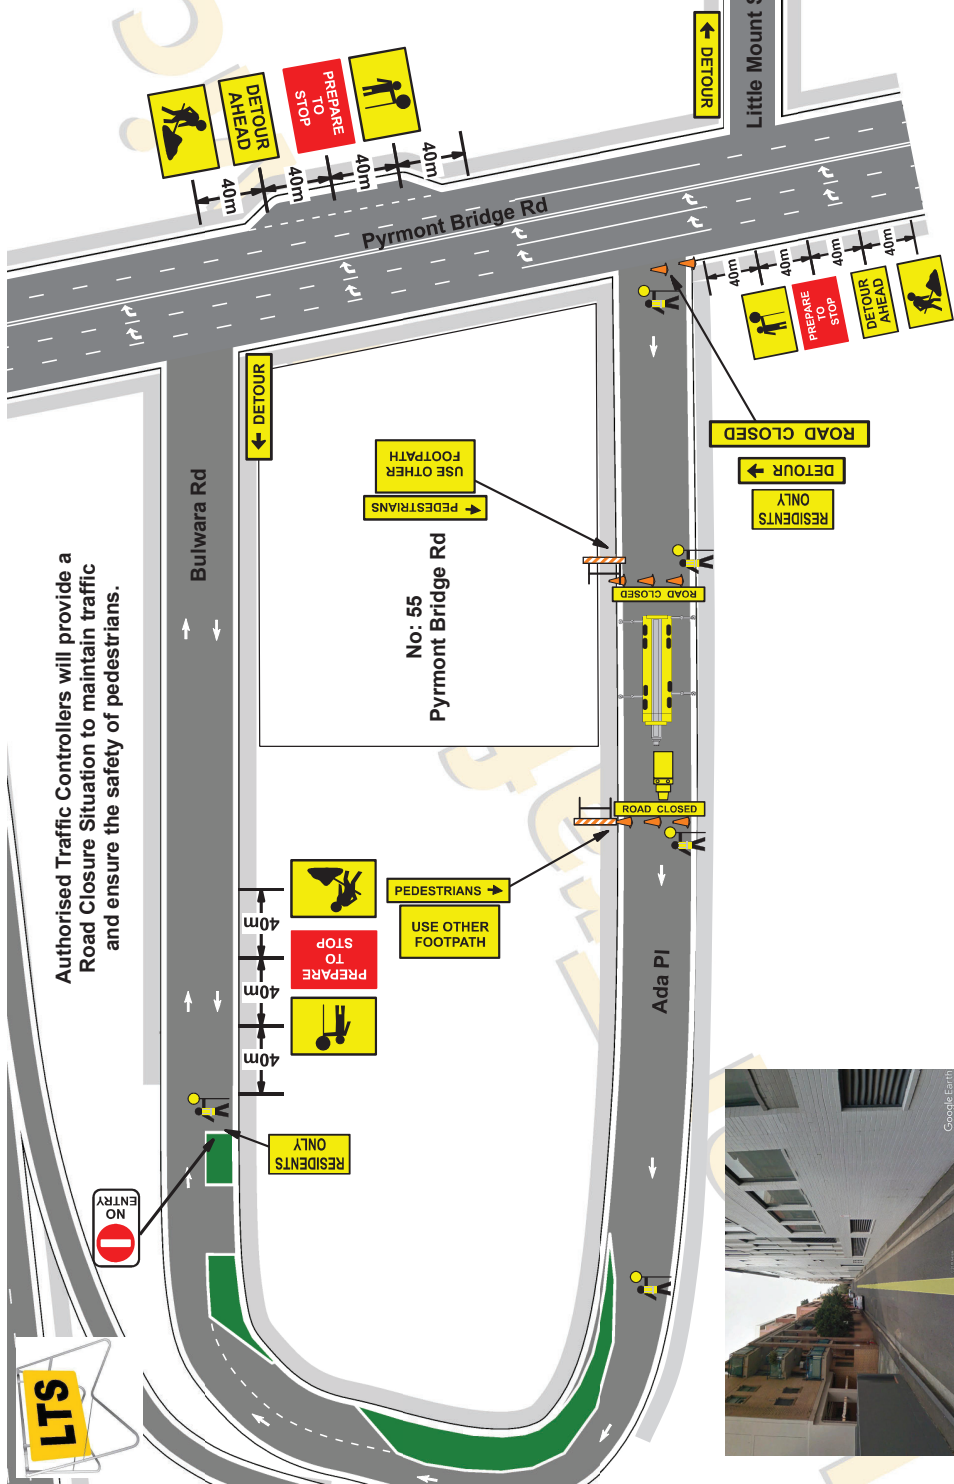 Authorised Traffic Controllers will provide a
Road Closure Situation to maintain traffic
and ensure the safety of pedestrians.
DETOUR
AHEAD
PREPARE
TO
STOP
40m
40m
40m
40m
DETOUR
Little Mount S
Pyrmont Bridge Rd
40m
40m
40m
40m
PREPARE
TO
STOP
DETOUR
AHEAD
ROAD CLOSED
DETOUR
RESIDENTS
ONLY
DETOUR
Bulwara Rd
USE OTHER
FOOTPATH
PEDESTRIANS
No: 55
Pyrmont Bridge Rd
ROAD CLOSED
ROAD CLOSED
PEDESTRIANS
USE OTHER
FOOTPATH
Ada Pl
40m
40m
40m
PREPARE
TO
STOP
RESIDENTS
ONLY
NO
ENTRY
LTS
Google Earth